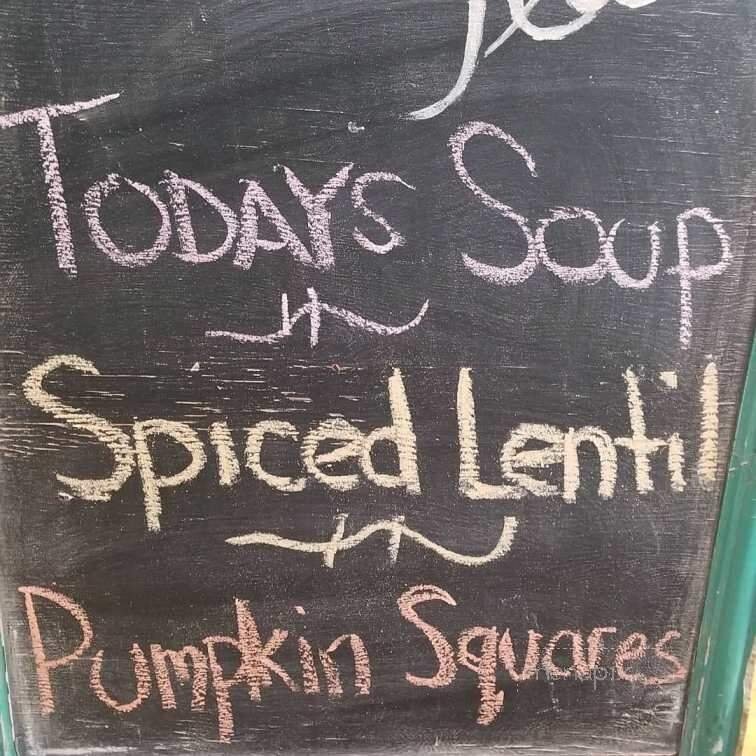 TODAYS SOUP
Spiced Lentil
Pumpkin Squares